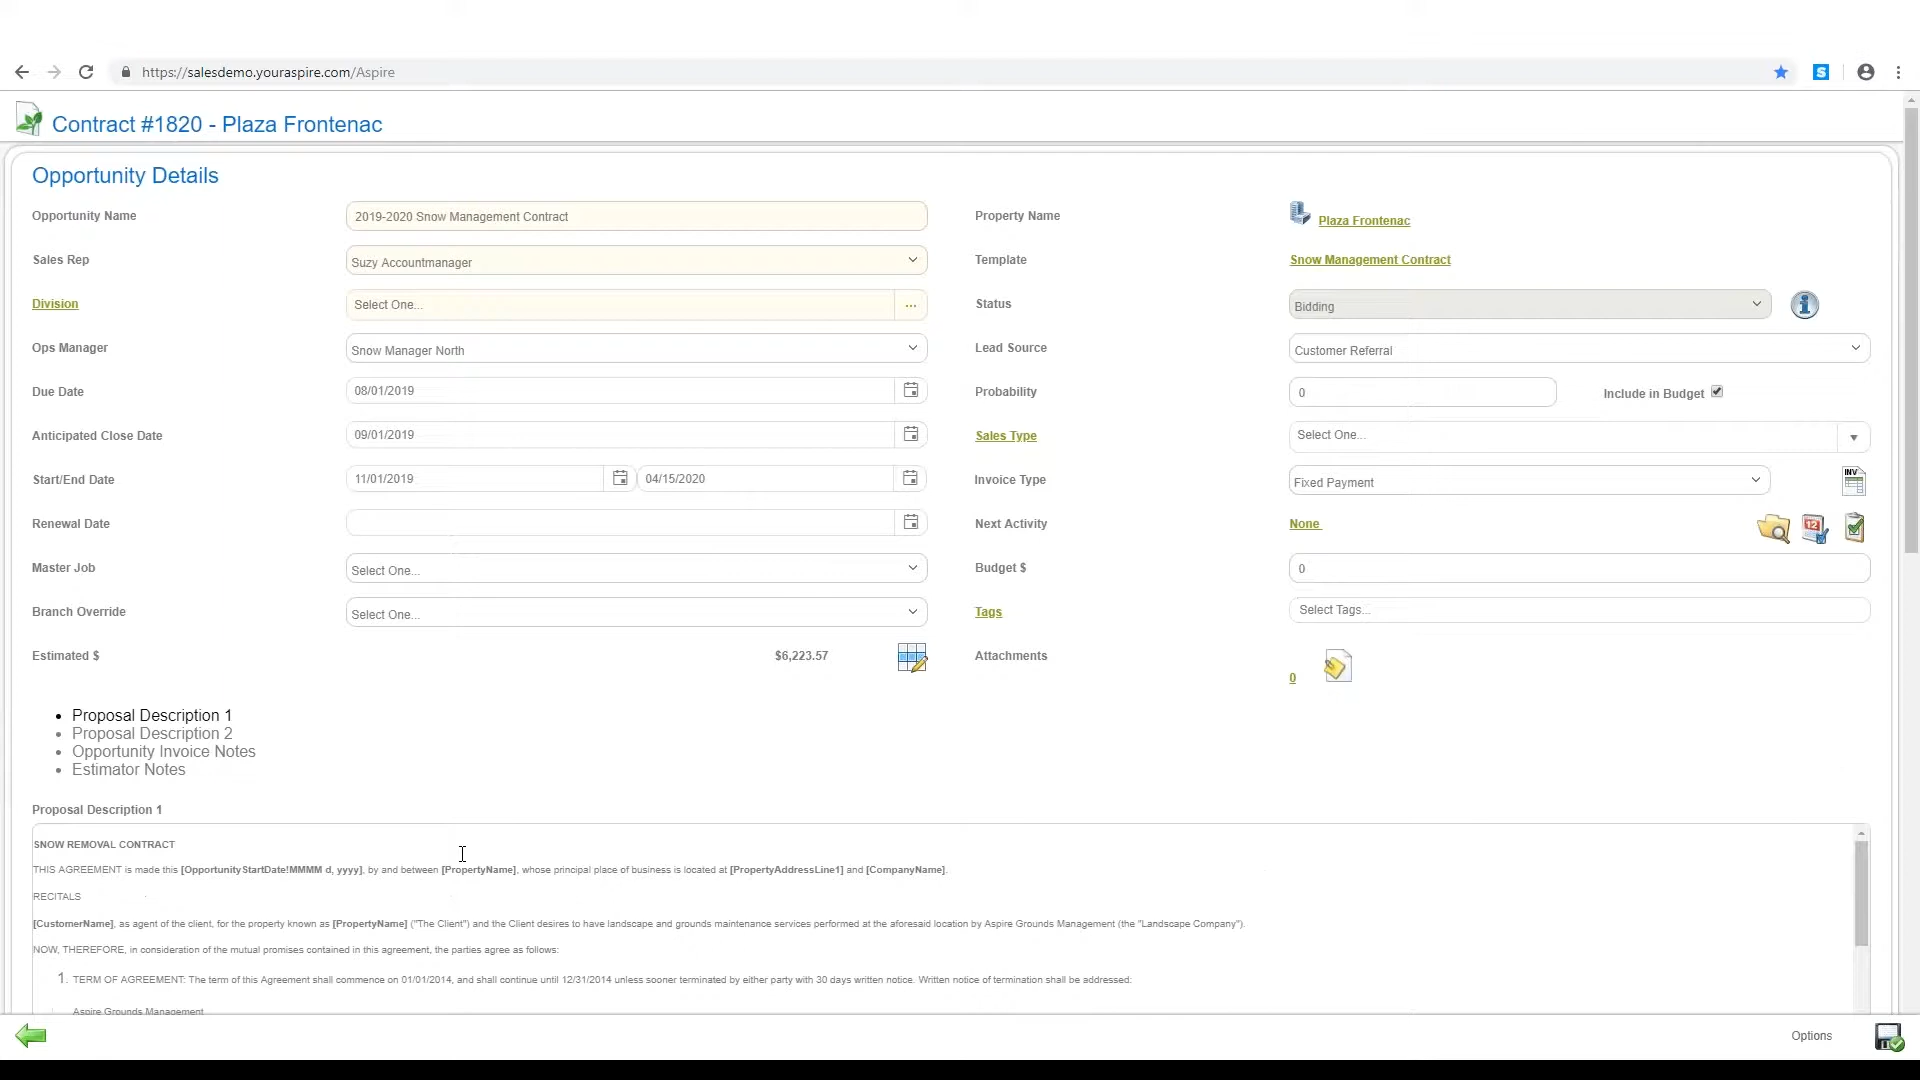 https://salesdemo.youraspire.com/Aspire
Contract #1820 - Plaza Frontenac
Opportunity Details
Opportunity Name 2019-2020 Snow Management Contract Property Name Plaza Frontenac
Sales Rep Suzy Accountmanager Template Snow Management Contract
Division Select One... ... Status Bidding
Ops Manager Snow Manager North Lead Source Customer Referral
Due Date 08/01/2019 Probability 0 Include in Budget
Anticipated Close Date 09/01/2019 Sales Type Select One...
Start/End Date 11/01/2019 04/15/2020 Invoice Type Fixed Payment INV
Renewal Date Next Activity None 12
Master Job Select One... Budget $ 0
Branch Override Select One... Tags Select Tags...
Estimated $ $6,223.57 Attachments 0
• Proposal Description 1
• Proposal Description 2
• Opportunity Invoice Notes
• Estimator Notes
Proposal Description 1
SNOW REMOVAL CONTRACT
THIS AGREEMENT is made this [OpportunityStartDate!MMMM d, yyyy], by and between [PropertyName], whose principal place of business is located at [PropertyAddressLine1] and [CompanyName].
RECITALS
[CustomerName], as agent of the client, for the property known as [PropertyName] ("The Client") and the Client desires to have landscape and grounds maintenance services performed at the aforesaid location by Aspire Grounds Management (the "Landscape Company").
NOW, THEREFORE, in consideration of the mutual promises contained in this agreement, the parties agree as follows:
1. TERM OF AGREEMENT: The term of this Agreement shall commence on 01/01/2014, and shall continue until 12/31/2014 unless sooner terminated by either party with 30 days written notice. Written notice of termination shall be addressed:
Aspire Grounds Management
Options